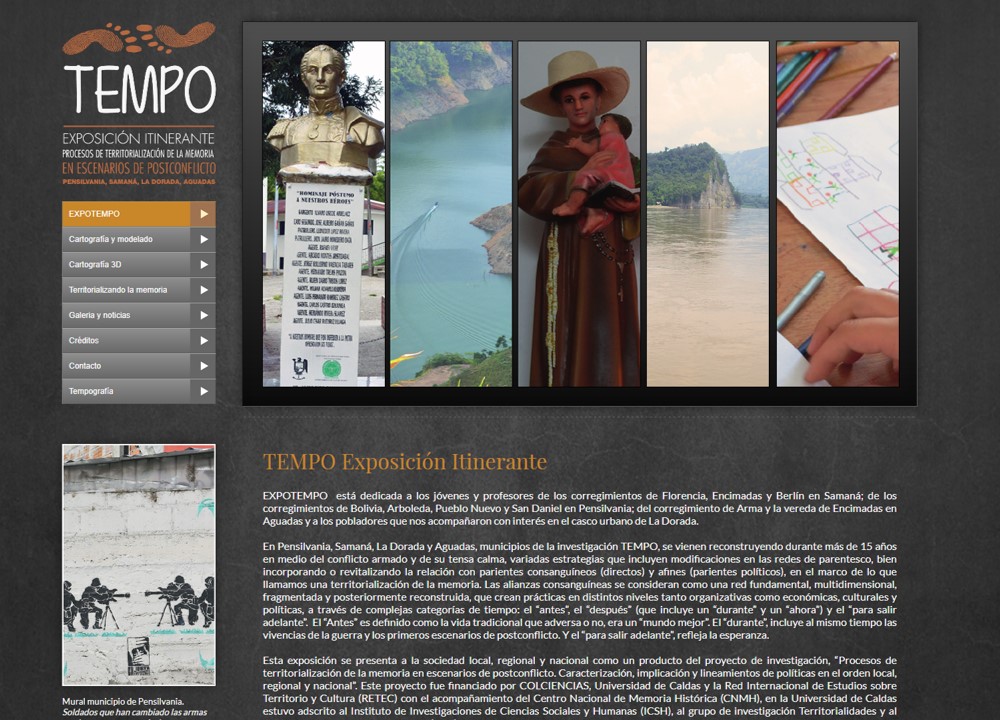 TEMPO
EXPOSICIÓN ITINERANTE
PROCESOS DE TERRITORIALIZACIÓN DE LA MEMORIA
EN ESCENARIOS DE POSTCONFLICTO
PENSILVANIA, SAMANÁ, LA DORADA, AGUADAS
EXPOTEMPO
Cartografía y modelado
Cartografía 3D
Territorializando la memoria
Galería y noticias
Créditos
Contacto
Tempografía
"HOMENAJE PÓSTUMO
A NUESTROS HÉROES"
Mural municipio de Pensilvania.
Soldados que han cambiado las armas
TEMPO Exposición Itinerante
EXPOTEMPO está dedicada a los jóvenes y profesores de los corregimientos de Florencia, Encimadas y Berlín en Samaná; de los
corregimientos de Bolivia, Arboleda, Pueblo Nuevo y San Daniel en Pensilvania; del corregimiento de Arma y la vereda de Encimadas en
Aguadas y a los pobladores que nos acompañaron con interés en el casco urbano de La Dorada.
En Pensilvania, Samaná, La Dorada y Aguadas, municipios de la investigación TEMPO, se vienen reconstruyendo durante más de 15 años
en medio del conflicto armado y de su tensa calma, variadas estrategias que incluyen modificaciones en las redes de parentesco, bien
incorporando o revitalizando la relación con parientes consanguíneos (directos) y afines (parientes políticos), en el marco de lo que
llamamos una territorialización de la memoria. Las alianzas consanguíneas se consideran como una red fundamental, multidimensional,
fragmentada y posteriormente reconstruida, que crean prácticas en distintos niveles tanto organizativas como económicas, culturales y
políticas, a través de complejas categorías de tiempo: el "antes", el "después" (que incluye un "durante" y un "ahora") y el "para salir
adelante". El "Antes" es definido como la vida tradicional que adversa o no, era un "mundo mejor". El "durante", incluye al mismo tiempo las
vivencias de la guerra y los primeros escenarios de postconflicto. Y el "para salir adelante", refleja la esperanza.
Esta exposición se presenta a la sociedad local, regional y nacional como un producto del proyecto de investigación, "Procesos de
territorialización de la memoria en escenarios de postconflicto. Caracterización, implicación y lineamientos de políticas en el orden local,
regional y nacional". Este proyecto fue financiado por COLCIENCIAS, Universidad de Caldas y la Red Internacional de Estudios sobre
Territorio y Cultura (RETEC) con el acompañamiento del Centro Nacional de Memoria Histórica (CNMH), en la Universidad de Caldas
estuvo adscrito al Instituto de Investigaciones de Ciencias Sociales y Humanas (ICSH), al grupo de investigación Territorialidades y al